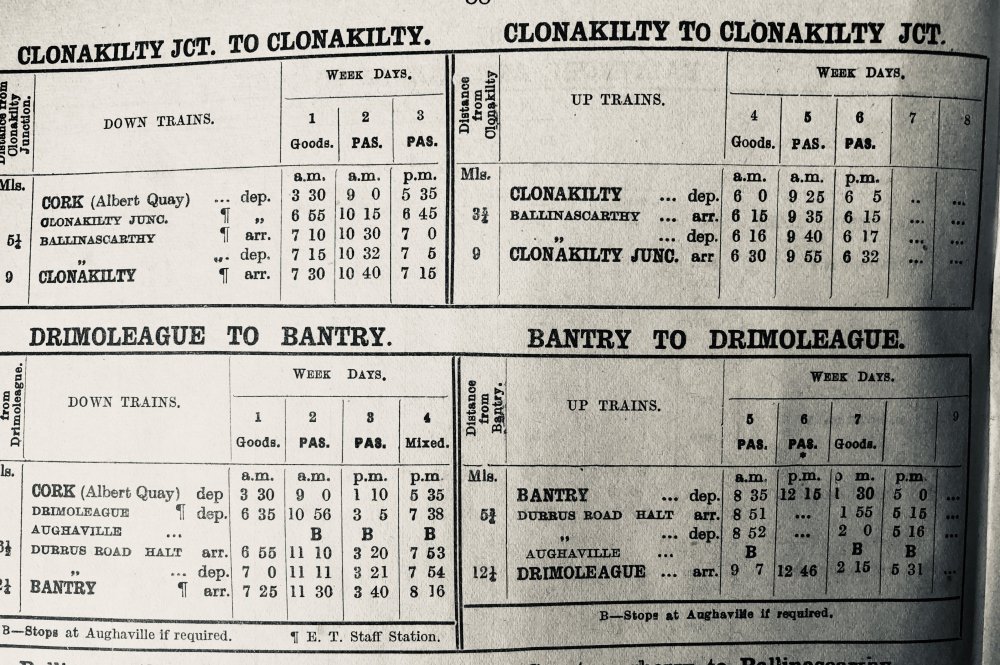 CLONAKILTY JCT. TO CLONAKILTY.
Distance from Clonakilty Junction.
DOWN TRAINS.
WEEK DAYS.
1 2 3
Goods. PAS. PAS.
Mls. a.m. a.m. p.m.
CORK (Albert Quay) ... dep. 3 30 9 0 5 35
CLONAKILTY JUNC. ¶ „ 6 55 10 15 6 45
5¼ BALLINASCARTHY ¶ arr. 7 10 10 30 7 0
„ ... dep. 7 15 10 32 7 5
9 CLONAKILTY ¶ arr. 7 30 10 40 7 15
CLONAKILTY TO CLONAKILTY JCT.
Distance from Clonakilty
UP TRAINS.
WEEK DAYS.
4 5 6 7 8
Goods. PAS. PAS.
Mls. a.m. a.m. p.m.
CLONAKILTY ... dep. 6 0 9 25 6 5 .. ...
BALLINASCARTHY ... arr. 6 15 9 35 6 15 ... ...
„ ... dep. 6 16 9 40 6 17 ... ...
9 CLONAKILTY JUNC. arr 6 30 9 55 6 32 ... ...
DRIMOLEAGUE TO BANTRY.
from Drimoleague.
DOWN TRAINS.
WEEK DAYS.
1 2 3 4
Goods. PAS. PAS. Mixed.
ls. a.m. a.m. p.m. p.m
CORK (Albert Quay) dep 3 30 9 0 1 10 5 35
DRIMOLEAGUE ¶ dep. 6 35 10 56 3 5 7 38
AUGHAVILLE ... B B B
DURRUS ROAD HALT arr. 6 55 11 10 3 20 7 53
„ ... dep. 7 0 11 11 3 21 7 54
BANTRY ¶ arr. 7 25 11 30 3 40 8 16
B—Stops at Aughaville if required. ¶ E. T. Staff Station.
BANTRY TO DRIMOLEAGUE.
Distance from Bantry.
UP TRAINS.
WEEK DAYS.
5 6 7 9
PAS. PAS. Goods.
*
Mls. a.m. p.m. p m. p.m
BANTRY ... dep. 8 35 12 15 1 30 5 0 ...
DURRUS ROAD HALT arr. 8 51 ... 1 55 5 15 ...
„ ... dep. 8 52 ... 2 0 5 16
AUGHAVILLE ... B B B
12½ DRIMOLEAGUE ... arr. 9 7 12 46 2 15 5 31 ...
B—Stops at Aughaville if required.